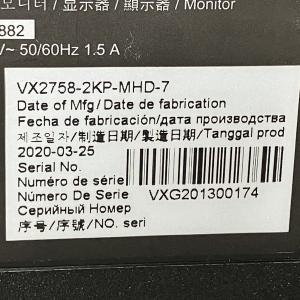 모니터 / 显示器 / 顯示器 / Monitor
882
V~ 50/60Hz 1.5 A
VX2758-2KP-MHD-7
Date of Mfg / Date de fabrication
Fecha de fabricación/дата производства
제조일자/制造日期/製造日期/Tanggal prod
2020-03-25
Serial No.
Numéro de série
Número De Serie VXG201300174
Серийный Номер
序号/序號/NO. seri